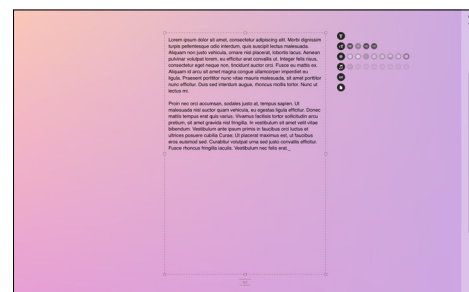 Lorem ipsum dolor sit amet, consectetur adipiscing elit. Morbi dignissim
turpis pellentesque odio interdum, quis suscipit lectus malesuada.
Aliquam iaculis vehicula, ornare nisl placerat, lobortis lacus. Aenean
pulvinar volutpat lorem, eu efficitur erat convallis ut. Integer felis risus,
consectetur eget neque non, tincidunt auctor orci. Fusce eu mattis ex.
Aliquam id arcu sit amet magna congue ullamcorper imperdiet eu
ligula. Praesent porttitor nunc vitae mauris malesuada, sit amet porttitor
nunc efficitur. Duis sed interdum augue, rhoncus mollis tortor. Nunc ut
lectus mi.
Proin nec orci accumsan, sodales justo at, tempus sapien. Ut
malesuada nisi auctor quam vehicula, eu egestas ligula efficitur. Donec
mattis tempus erat quis varius. Vivamus facilisis tortor sollicitudin arcu
pretium, sit amet gravida nisl fringilla. In vestibulum sit amet velit vitae
bibendum. Vestibulum ante ipsum primis in faucibus orci luctus et
ultrices posuere cubilia Curae; Ut placerat maximus est, ut faucibus
eros euismod sed. Curabitur volutpat sed justo convallis efficitur.
Fusce rhoncus fringilla iaculis. Vestibulum nec felis erat._